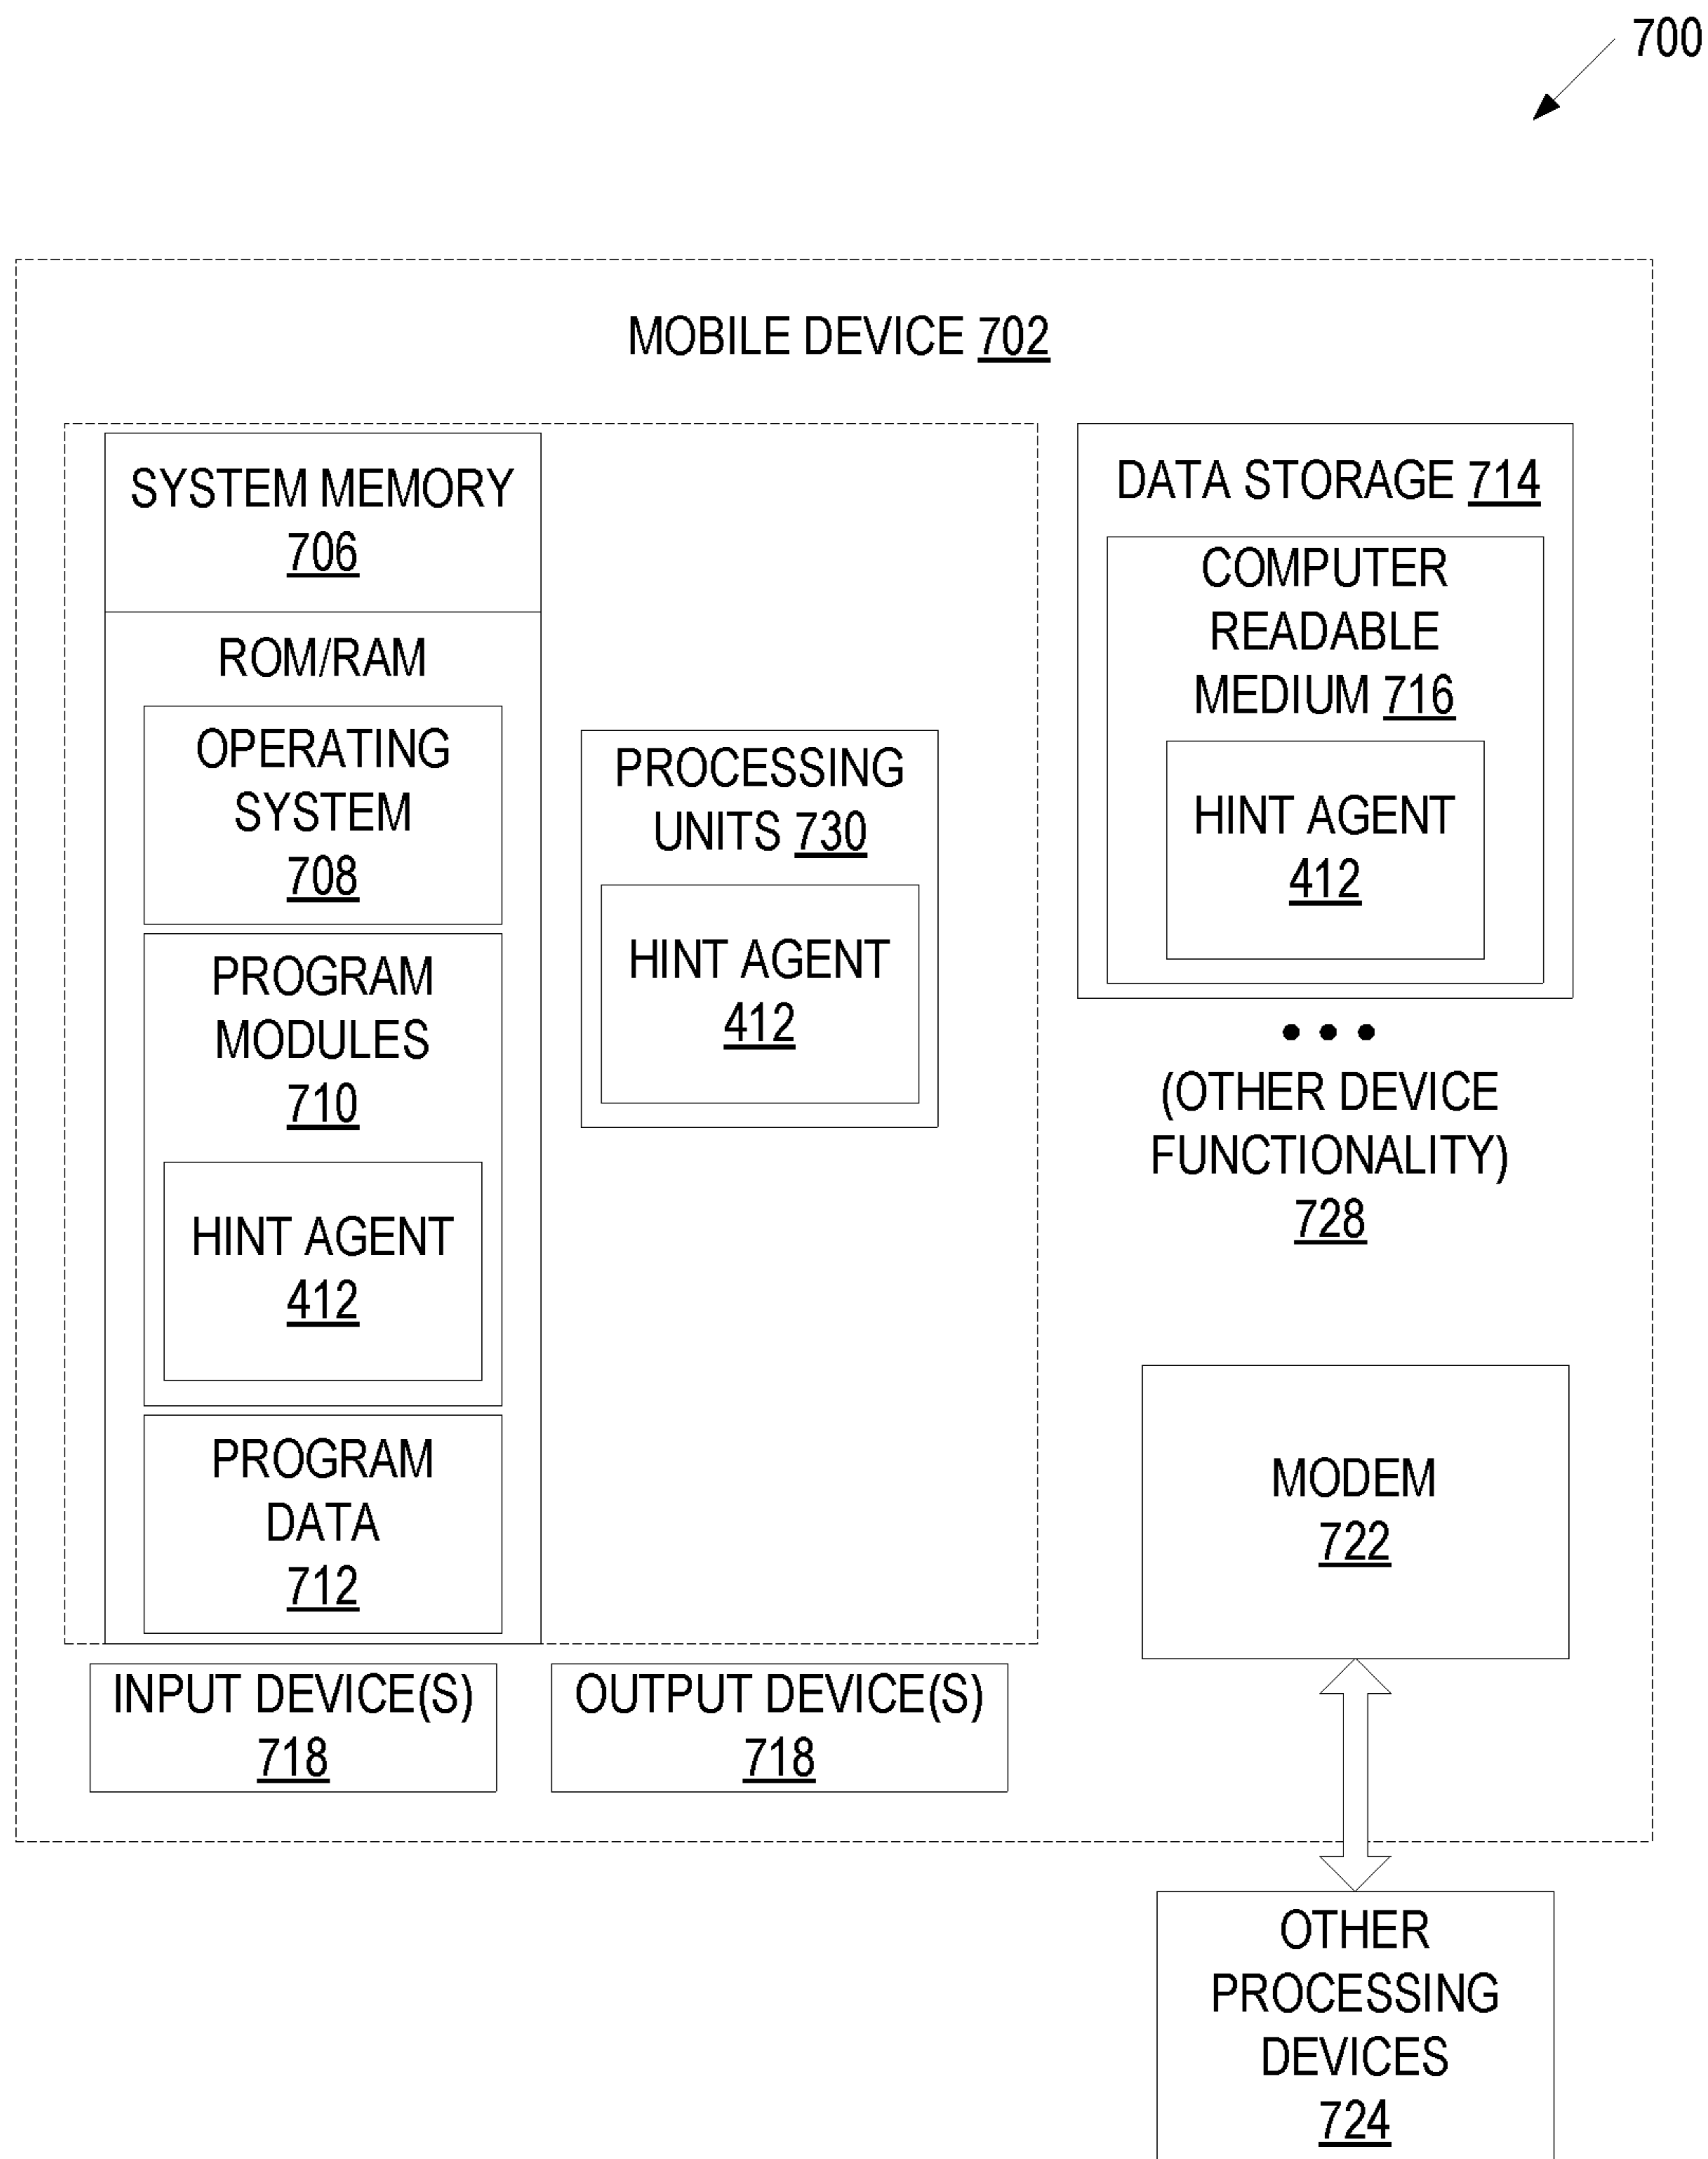 700
MOBILE DEVICE 702
SYSTEM MEMORY
706
ROM/RAM
OPERATING
SYSTEM
708
PROGRAM
MODULES
710
HINT AGENT
412
PROGRAM
DATA
712
PROCESSING
UNITS 730
HINT AGENT
412
DATA STORAGE 714
COMPUTER
READABLE
MEDIUM 716
HINT AGENT
412
(OTHER DEVICE
FUNCTIONALITY)
728
MODEM
722
INPUT DEVICE(S)
718
OUTPUT DEVICE(S)
718
OTHER
PROCESSING
DEVICES
724